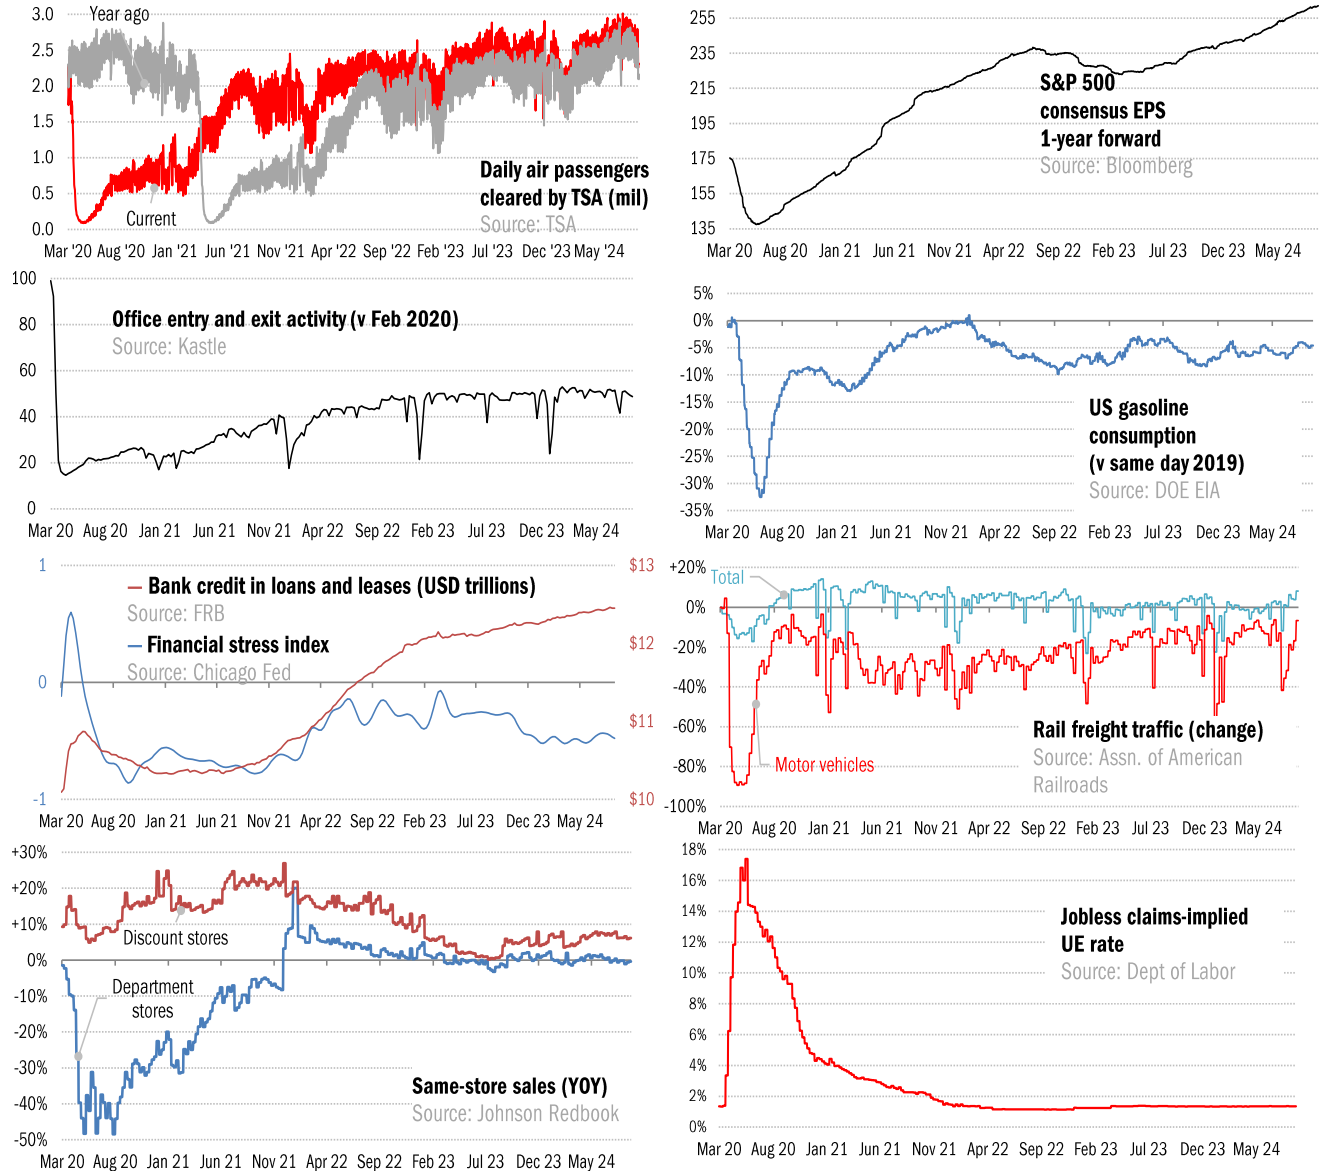 3.0
2.5
2.0
1.5
1.0
0.5
0.0
Year ago
Current
Daily air passengers
cleared by TSA (mil)
Source: TSA
Mar '20 Aug '20 Jan '21 Jun '21 Nov '21 Apr '22 Sep '22 Feb '23 Jul '23 Dec '23 May '24
255
235
215
195
175
155
135
S&P 500
consensus EPS
1-year forward
Source: Bloomberg
Mar 20 Aug 20 Jan 21 Jun 21 Nov 21 Apr 22 Sep 22 Feb 23 Jul 23 Dec 23 May 24
100
80
60
40
20
0
Office entry and exit activity (v Feb 2020)
Source: Kastle
Mar 20 Aug 20 Jan 21 Jun 21 Nov 21 Apr 22 Sep 22 Feb 23 Jul 23 Dec 23 May 24
5%
0%
-5%
-10%
-15%
-20%
-25%
-30%
-35%
US gasoline
consumption
(v same day 2019)
Source: DOE EIA
Mar 20 Aug 20 Jan 21 Jun 21 Nov 21 Apr 22 Sep 22 Feb 23 Jul 23 Dec 23 May 24
1
0
-1
Bank credit in loans and leases (USD trillions)
Source: FRB
Financial stress index
Source: Chicago Fed
$13
$12
$11
$10
Mar 20 Aug 20 Jan 21 Jun 21 Nov 21 Apr 22 Sep 22 Feb 23 Jul 23 Dec 23 May 24
+20%
0%
-20%
-40%
-60%
-80%
-100%
Total
Motor vehicles
Rail freight traffic (change)
Source: Assn. of American
Railroads
Mar 20 Aug 20 Jan 21 Jun 21 Nov 21 Apr 22 Sep 22 Feb 23 Jul 23 Dec 23 May 24
+30%
+20%
+10%
0%
-10%
-20%
-30%
-40%
-50%
Discount stores
Department
stores
Same-store sales (YOY)
Source: Johnson Redbook
Mar 20 Aug 20 Jan 21 Jun 21 Nov 21 Apr 22 Sep 22 Feb 23 Jul 23 Dec 23 May 24
18%
16%
14%
12%
10%
8%
6%
4%
2%
0%
Jobless claims-implied
UE rate
Source: Dept of Labor
Mar 20 Aug 20 Jan 21 Jun 21 Nov 21 Apr 22 Sep 22 Feb 23 Jul 23 Dec 23 May 24